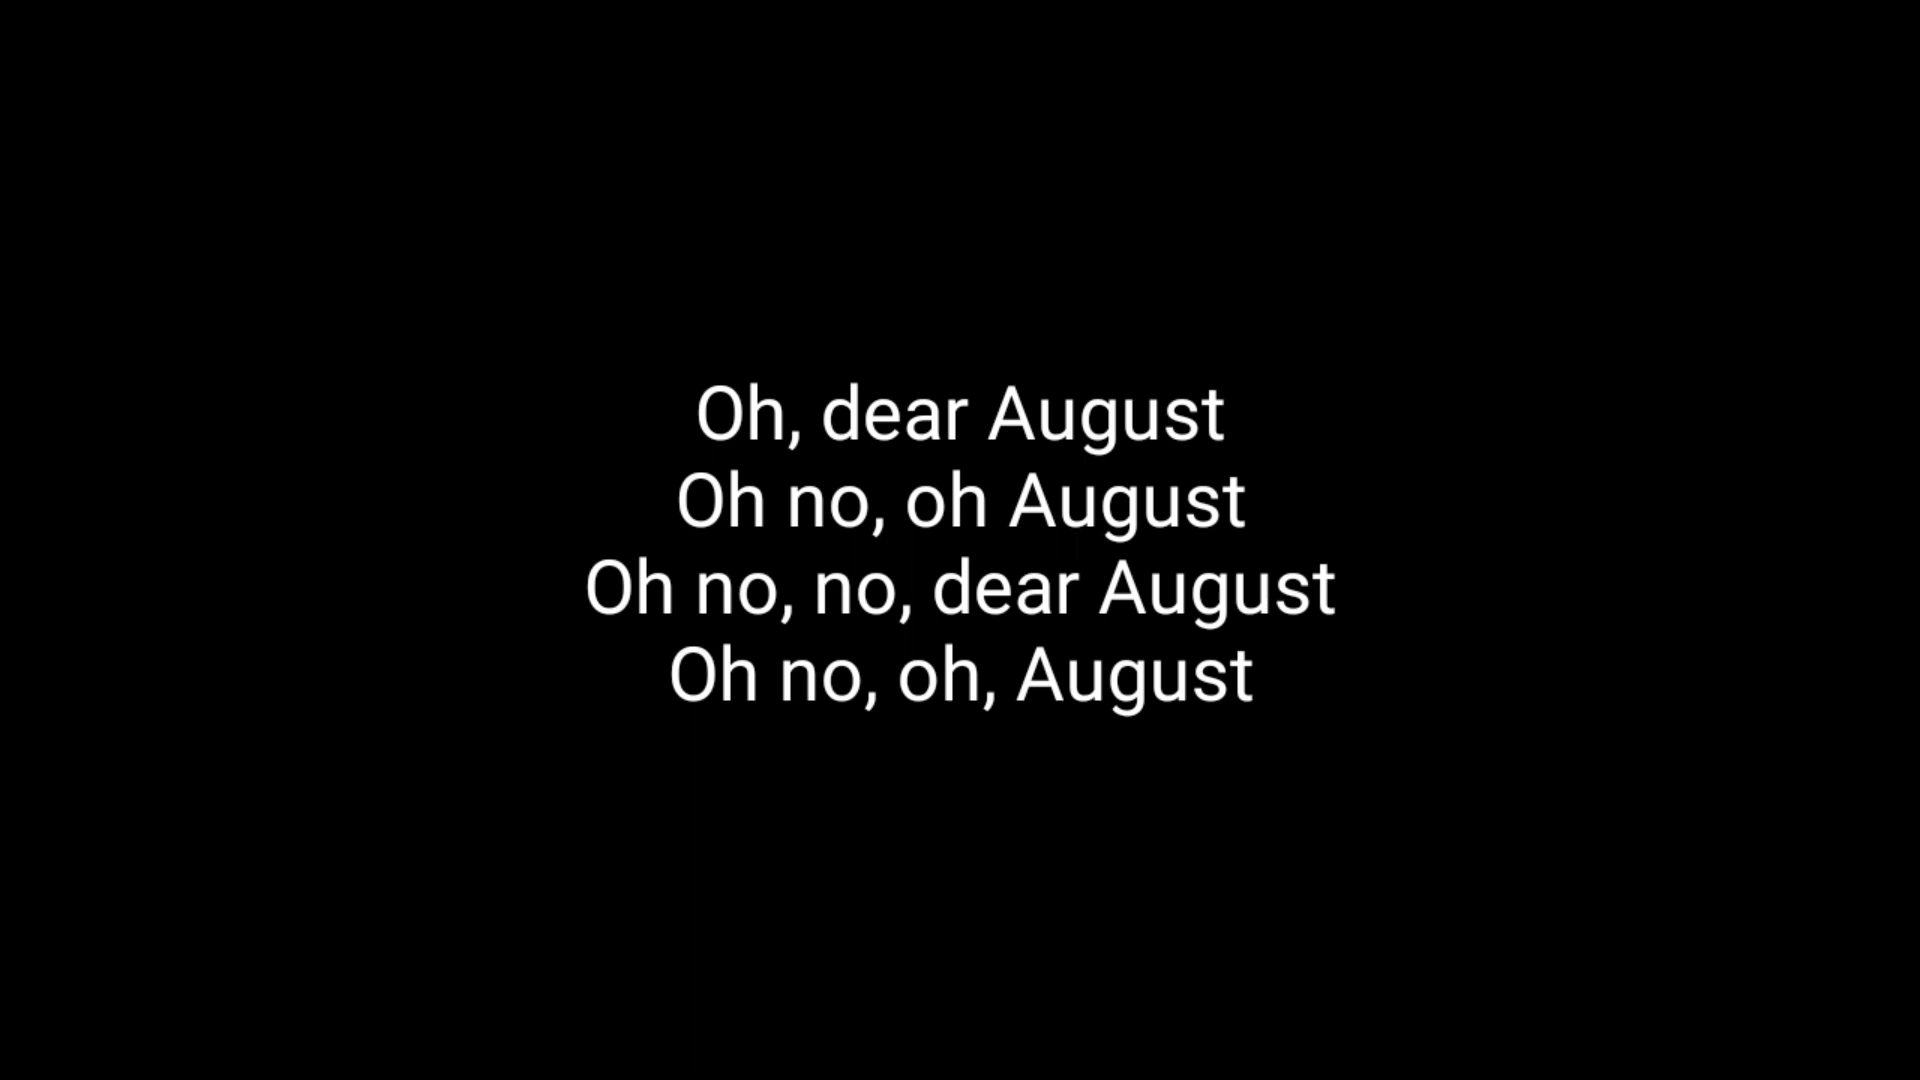 Oh, dear August
Oh no, oh August
Oh no, no, dear August
Oh no, oh, August